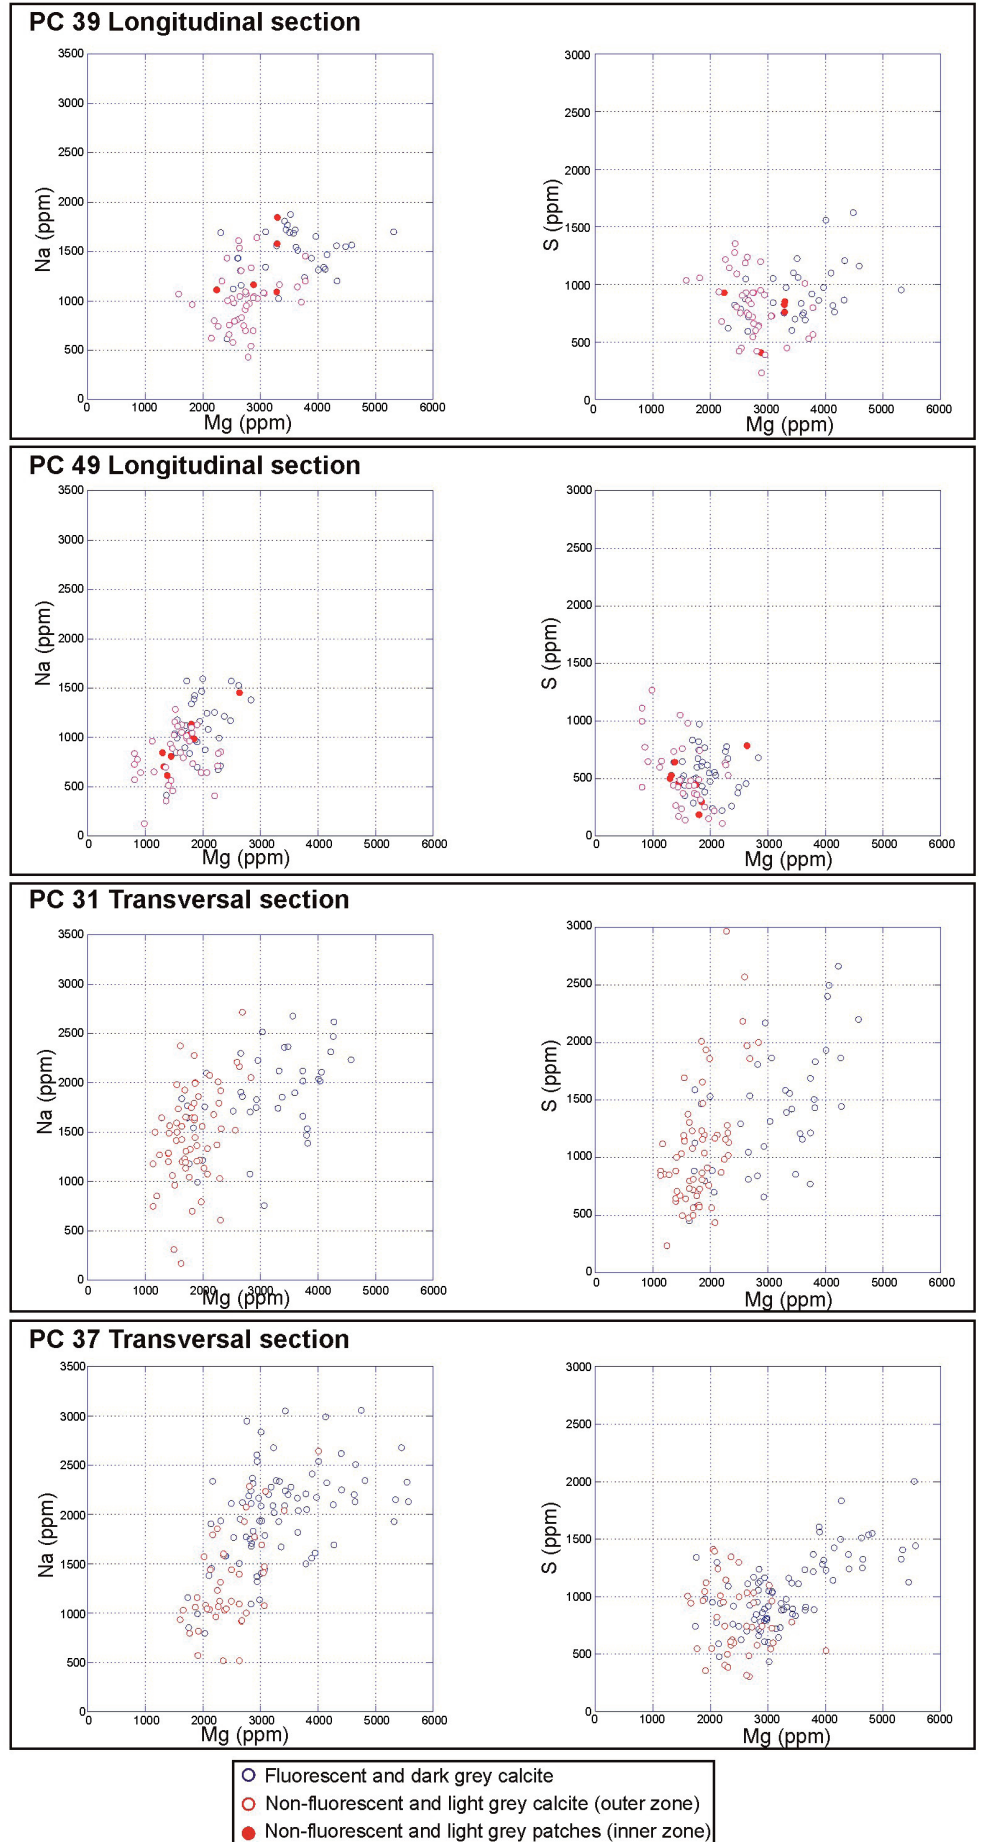 PC 39 Longitudinal section
3500
3000
2500
2000
1500
1000
500
0
Na (ppm)
0 1000 2000 3000 4000 5000 6000
Mg (ppm)
3000
2500
2000
1500
1000
500
0
S (ppm)
0 1000 2000 3000 4000 5000 6000
Mg (ppm)
PC 49 Longitudinal section
3500
3000
2500
2000
1500
1000
500
0
Na (ppm)
0 1000 2000 3000 4000 5000 6000
Mg (ppm)
3000
2500
2000
1500
1000
500
0
S (ppm)
0 1000 2000 3000 4000 5000 6000
Mg (ppm)
PC 31 Transversal section
3500
3000
2500
2000
1500
1000
500
0
Na (ppm)
0 1000 2000 3000 4000 5000 6000
Mg (ppm)
3000
2500
2000
1500
1000
500
0
S (ppm)
0 1000 2000 3000 4000 5000 6000
Mg (ppm)
PC 37 Transversal section
3500
3000
2500
2000
1500
1000
500
0
Na (ppm)
0 1000 2000 3000 4000 5000 6000
Mg (ppm)
3000
2500
2000
1500
1000
500
0
S (ppm)
0 1000 2000 3000 4000 5000 6000
Mg (ppm)
Fluorescent and dark grey calcite
Non-fluorescent and light grey calcite (outer zone)
Non-fluorescent and light grey patches (inner zone)